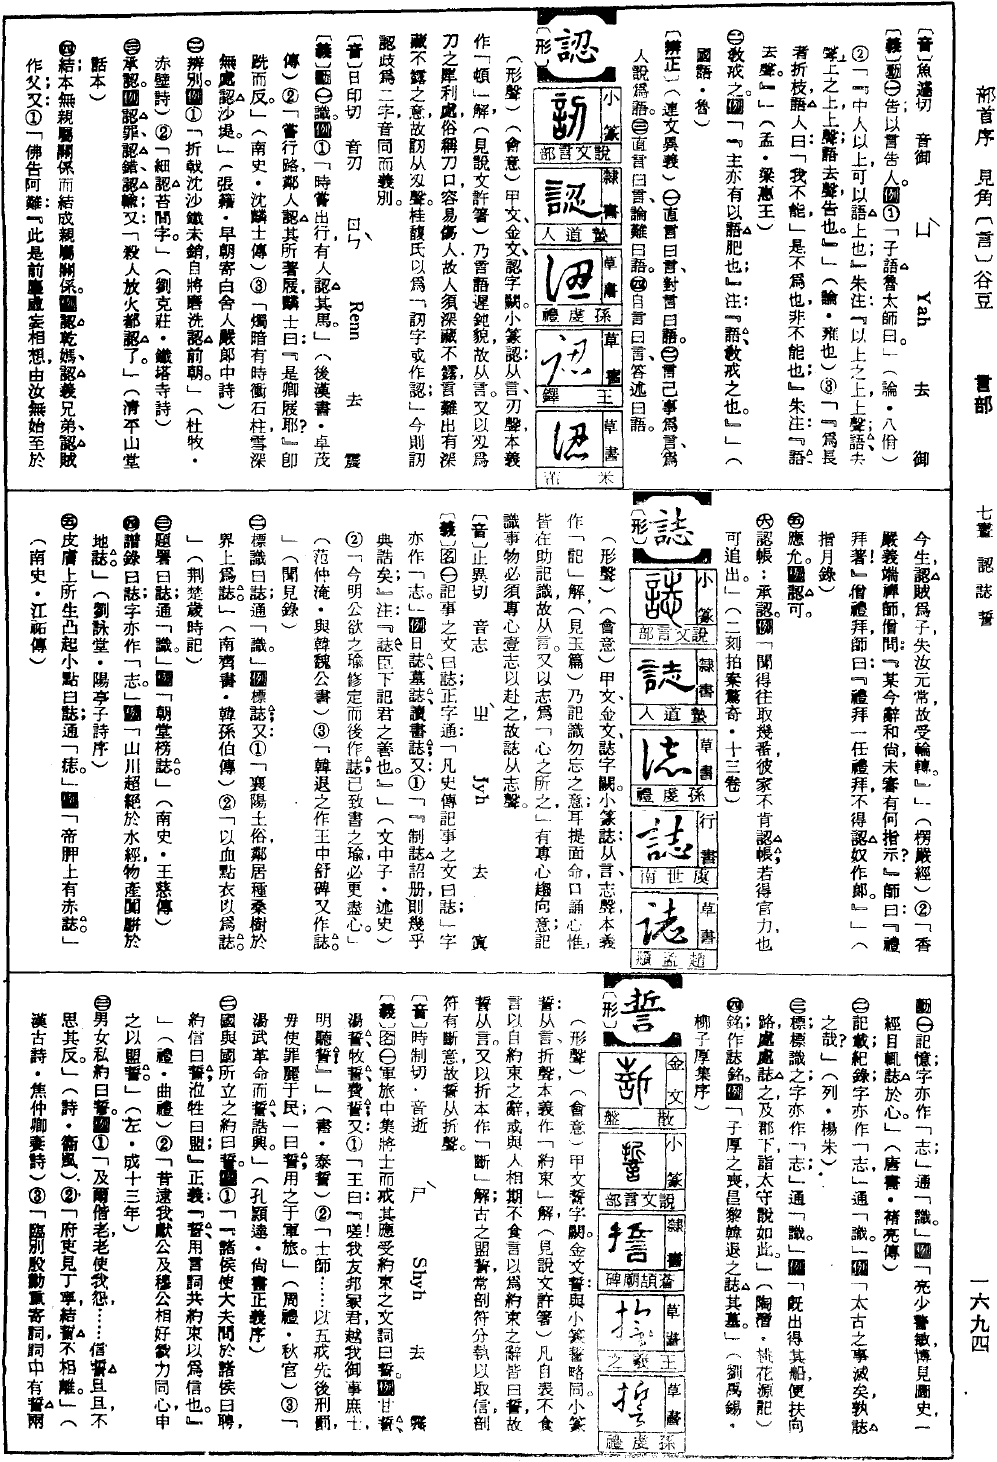 部首序　見角（言）谷豆　　言部　　七畫　認誌誓　　一六九四
〔音〕魚遽切　音御　ㄩˋ　Yah　去　御
〔義〕動㊀告也以言告人。例①「子語魯太師曰。」（論・八佾）
②「『中人以上可以語上也』朱注：『以上之上上聲；語去
聲；上之上上聲；語去聲；告也。』」（論・雍也）③「『為長
者折枝；語人曰：「我不能」是不為也非不能也』朱注：『語
去聲。』」（孟・梁惠王）
㊁教戒之。例「『主亦有以語肥也』注：『語、教戒之也。』」（
國語・魯）
〔辨正〕（連文異義）㊀直言曰言、對言曰語。㊁言己事為言、為
人說為語。㊂直言曰言、論難曰語。㊃自言曰言、答述曰語。
認
〔形〕
小篆　說文言部
隸書　蟄道人
草書　孫虔禮
草書　王鐸
草書　米芾
（形聲）（會意）甲文、金文、認字闕。小篆認：从言、刃聲、本義
作「頓」解（見說文許箸）乃言語遲鈍貌，故从言。又以刃為
刀之犀利處，俗稱刀口，容易傷人，故人須深藏不露；言難出有深
藏不露之意，故訒从刃聲。桂馥氏以為「訒字或作認」今則訒
認歧為二字，音同而義別。
〔音〕日印切　音刃　ㄖㄣˋ　Renn　去　震
〔義〕動㊀識。例①「時嘗出行，有人認其馬。」（後漢書・卓茂
傳）②「嘗行路，鄰人認其所著屐；麟士曰：『是卿屐耶？』即
跣而反。」（南史・沈麟士傳）③「燭暗有時衝石柱，雪深
無處認沙堤。」（張籍・早朝寄白舍人嚴郎中詩）
㊁辨別。例①「折戟沈沙鐵未銷，自將磨洗認前朝。」（杜牧・
赤壁詩）②「細認苔間字。」（劉克莊・鐵塔寺詩）
㊂承認。例認罪、認錯、認輸；又「殺人放火都認了。」（清平山堂
話本）
㊃結本無親屬關係而結成親屬關係。例認乾媽、認義兄弟、認賊
作父；又①「佛告阿難：『此是前塵虛妄相想，由汝無始至於
今生，認賊為子，失汝元常，故受輪轉。』」（楞嚴經）②「香
嚴義端禪師，僧問：『某今辭和尚，未審有何指示？』師曰：『禮
拜著！』僧禮拜，師曰：『禮拜一任禮拜，不得認奴作郎。』」（
指月錄）
㊄應允。例認可。
㊅認帳：承認。例「聞得往取幾番，彼家不肯認帳；若得官力也
可追出。」（二刻拍案驚奇・十三卷）
誌
〔形〕
小篆　說文言部
隸書　蟄道人
草書　孫虔禮
行書　虞世南
草書　趙孟頫
（形聲）（會意）甲文、金文、誌字闕。小篆誌：从言、志聲，本義
作「記」解（見玉篇）乃記識勿忘之意；耳提面命，口誦心惟，
皆在助記識，故从言。又以志為「心之所之」有專心趨向意；記
識事物必須專心壹志以赴之，故誌从志聲。
〔音〕止異切　音志　ㄓˋ　Jyh　去　寘
〔義〕名㊀記事之文曰誌；正字通：「凡史傳記事之文曰誌；」字
亦作「志。」例日誌、墓誌、讀書誌；又①「『制誌詔册則幾乎
典誥矣』注：『誌、臣下記君之善也。』」（文中子・述史）
②「今明公欲之瑜修定而後作誌；已致書之瑜，必更盡心。」
（范仲淹・與韓魏公書）③「韓退之作王中舒碑又作誌。
」（聞見錄）
㊁標識曰誌；通「識。」例標誌；又①「襄陽土俗，鄰居種桑樹於
界上為誌。」（南齊書・韓孫伯傳）②「以血點衣以為誌。
」（荊楚歲時記）
㊂題署曰誌；通「識。」例「朝堂榜誌。」（南史・王慈傳）
㊃譜錄曰誌；字亦作「志。」例「山川超絕於水經，物產闐駢於
地誌。」（劉詠堂・陽亭子詩序）
㊄皮膚上所生凸起小點曰誌；通「痣。」例「帝胛上有赤誌。」
（南史・江祏傳）
動㊀記憶；字亦作「志；」通「識。」例「亮少警敏，博見圖史，一
經目輒誌於心。」（唐書・褚亮傳）
㊁記載紀錄；字亦作「志；」通「識。」例「太古之事滅矣，孰誌
之哉？」（列・楊朱）
㊂標；標識之；字亦作「志；」通「識。」例「既出，得其船，便扶向
路，處處誌之；及郡下，詣太守說如此。」（陶潛・桃花源記）
㊃銘；作誌銘。例「子厚之喪，昌黎韓退之誌其墓。」（劉禹錫・
柳子厚集序）
誓
〔形〕
金文　散盤
小篆　說文言部
隸書　蒼頡廟碑
草書　王羲之
草書　孫虔禮
（形聲）（會意）甲文誓字闕。金文誓與小篆誓略同。小篆
誓：从言、折聲，本義作「約束」解（見說文許箸）凡自表不食
言以自約束之辭，或與人相期不食言以為約束之辭皆曰誓，故
誓从言。又以折本作「斷」解；古之盟誓常剖符分執以取信，剖
符有斷意，故誓从折聲。
〔音〕時制切・音逝　ㄕˋ　Shyh　去　霽
〔義〕名㊀軍旅中集將士而戒其應受約束之文詞曰誓。例甘誓、
湯誓、牧誓、費誓；又①「王曰：『嗟！我友邦冢君越我御事庶士，
明聽誓！』」（書・泰誓）②「士師……以五戒先後刑罰，
毋使罪麗于民；一曰誓，用之于軍旅。」（周禮・秋官）③「
湯武革命而誓誥興。」（孔穎達・尚書正義序）
㊁國與國所立之約曰誓。例①「『諸侯使大夫問於諸侯曰聘，
約信曰誓，涖牲曰盟』正義：『誓、用言詞共約束以為信也。』
」（禮・曲禮）②「昔逮我獻公及穆公相好，戮力同心，申
之以盟誓。」（左・成十三年）
㊂男女私約曰誓。例①「及爾偕老，老使我怨……信誓旦旦，不
思其反。」（詩・衛風）②「府吏見丁寧，結誓不相離。」（
漢古詩・焦仲卿妻詩）③「臨別殷勤重寄詞，詞中有誓兩